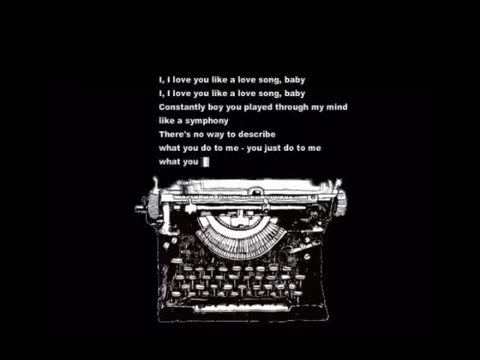 I, I love you like a love song, baby
I, I love you like a love song, baby
Constantly boy you played through my mind
like a symphony
There's no way to describe
what you do to me - you just do to me
what you